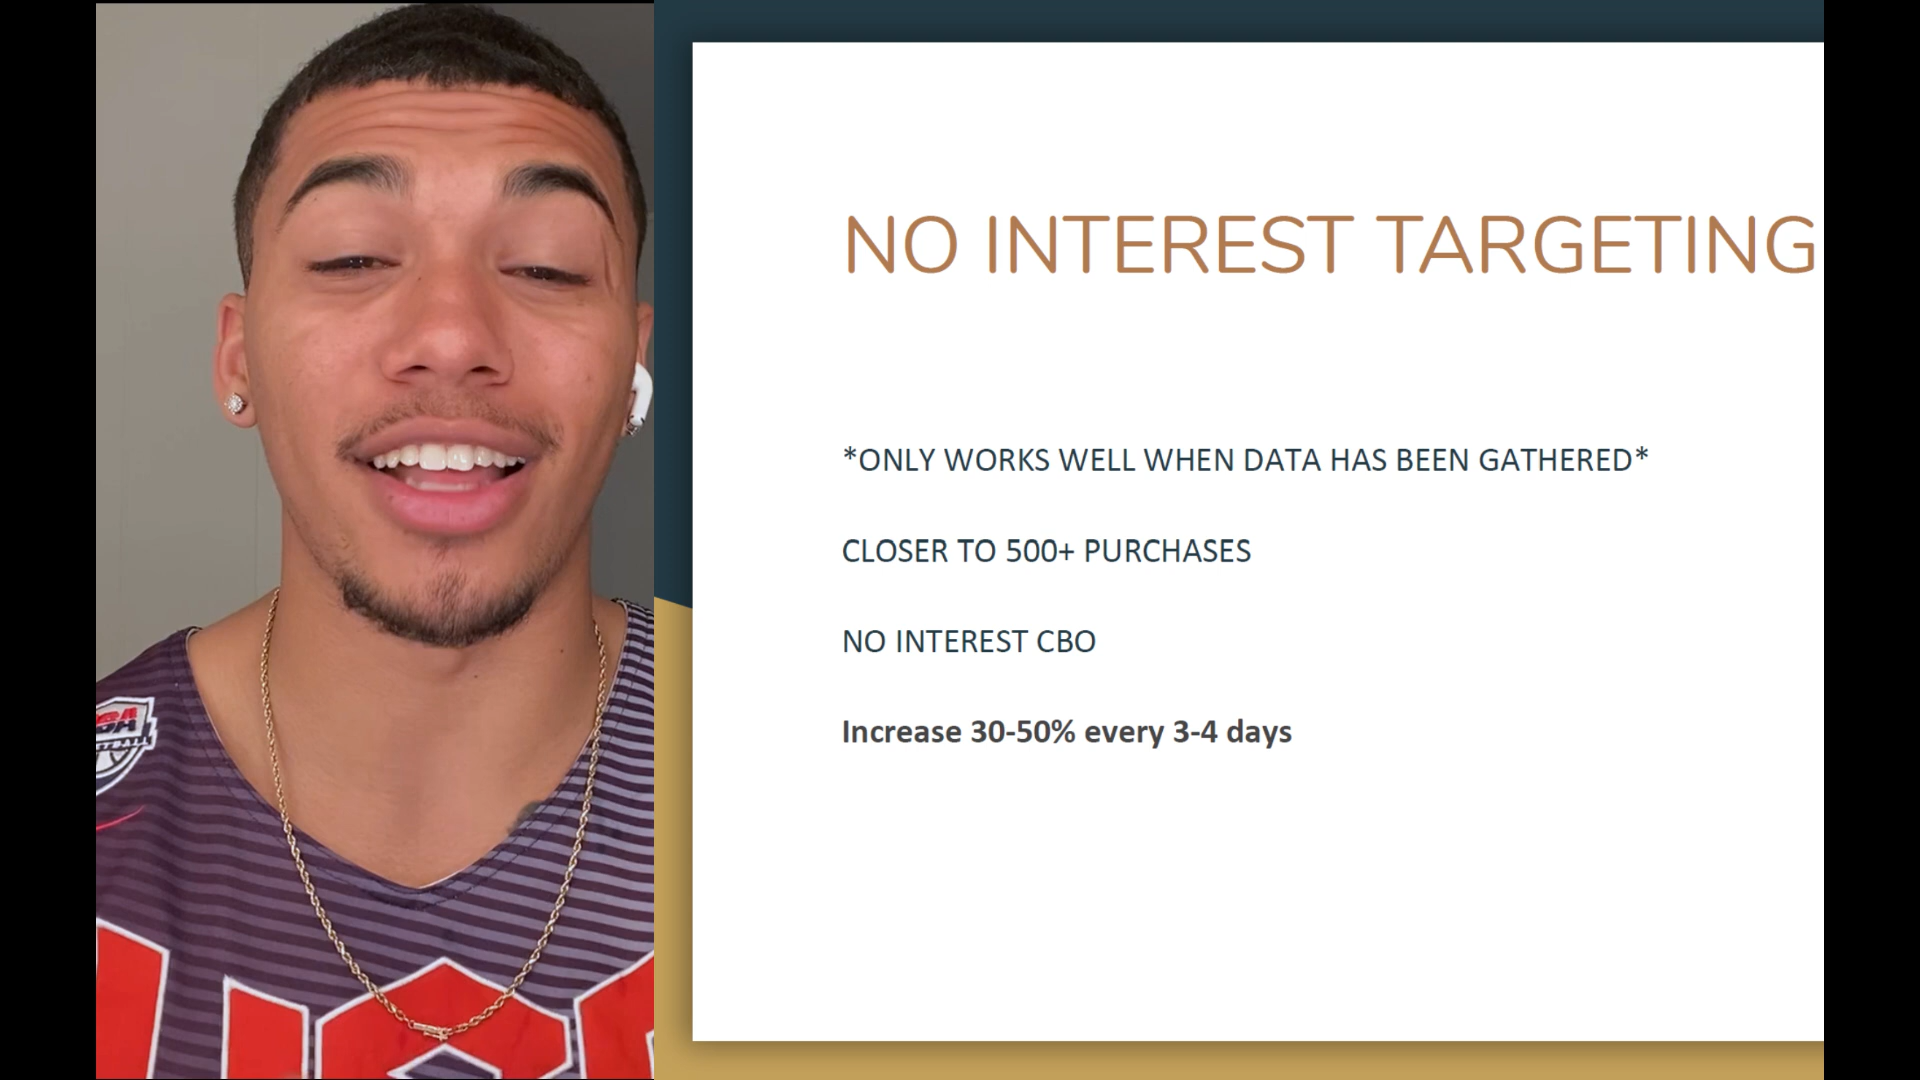 NO INTEREST TARGETING
*ONLY WORKS WELL WHEN DATA HAS BEEN GATHERED*
CLOSER TO 500+ PURCHASES
NO INTEREST CBO
Increase 30-50% every 3-4 days
USA